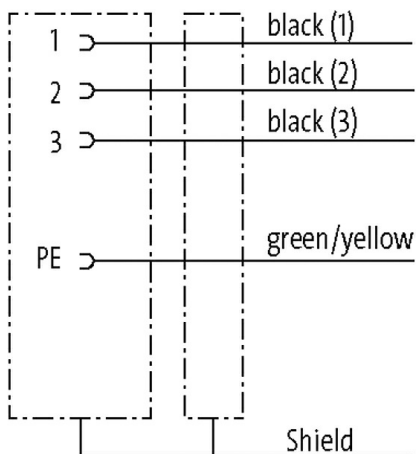 1 black (1)
2 black (2)
3 black (3)
PE green/yellow
Shield